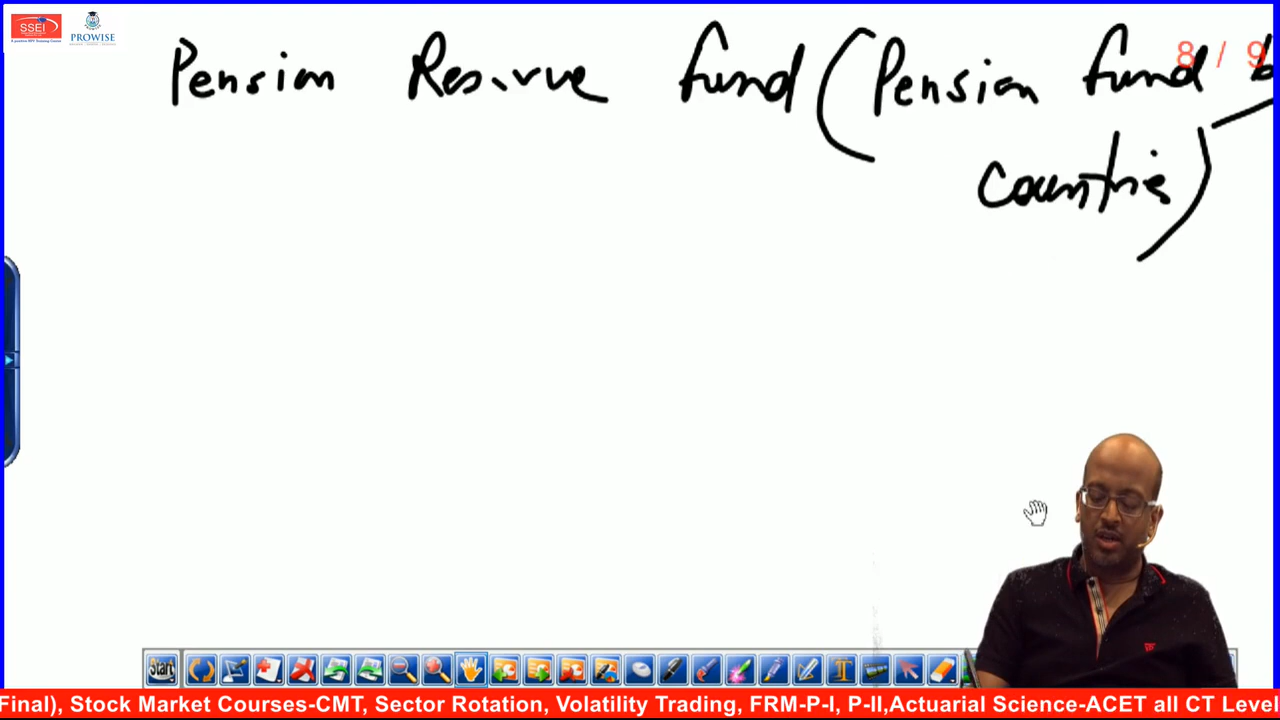 SSEI
PROWISE
8 / 9
Pension Reserve fund (Pension fund
countries)
Start
Final), Stock Market Courses-CMT, Sector Rotation, Volatility Trading, FRM-P-I, P-II,Actuarial Science-ACET all CT Level